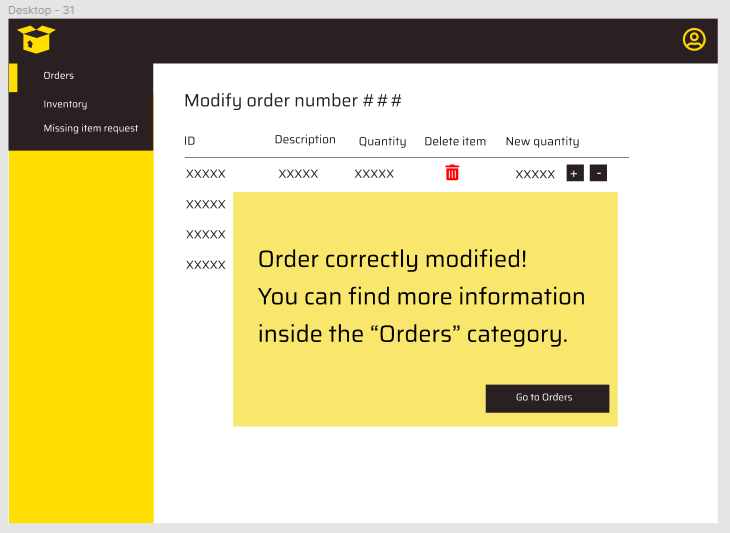 Desktop - 31
Orders
Inventory
Missing item request
Modify order number ###
ID Description Quantity Delete item New quantity
XXXXX XXXXX XXXXX XXXXX + -
XXXXX
XXXXX
XXXXX
Order correctly modified!
You can find more information
inside the “Orders” category.
Go to Orders